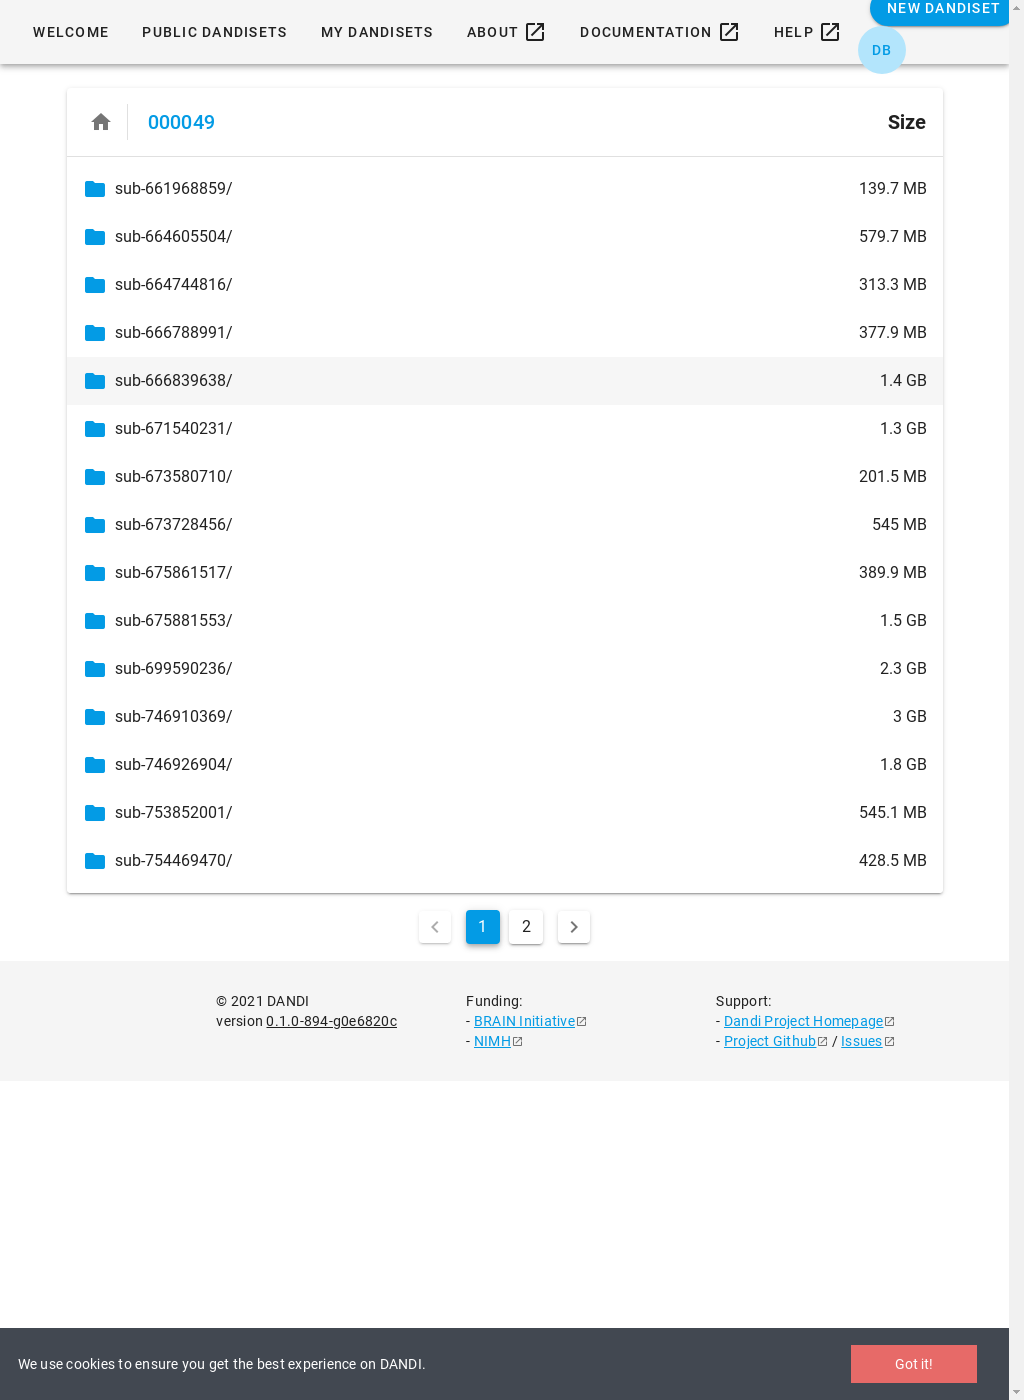 WELCOME PUBLIC DANDISETS MY DANDISETS ABOUT DOCUMENTATION HELP NEW DANDISET
DB
000049 Size
sub-661968859/ 139.7 MB
sub-664605504/ 579.7 MB
sub-664744816/ 313.3 MB
sub-666788991/ 377.9 MB
sub-666839638/ 1.4 GB
sub-671540231/ 1.3 GB
sub-673580710/ 201.5 MB
sub-673728456/ 545 MB
sub-675861517/ 389.9 MB
sub-675881553/ 1.5 GB
sub-699590236/ 2.3 GB
sub-746910369/ 3 GB
sub-746926904/ 1.8 GB
sub-753852001/ 545.1 MB
sub-754469470/ 428.5 MB
1 2
© 2021 DANDI
version 0.1.0-894-g0e6820c
Funding:
- BRAIN Initiative
- NIMH
Support:
- Dandi Project Homepage
- Project Github / Issues
We use cookies to ensure you get the best experience on DANDI. Got it!